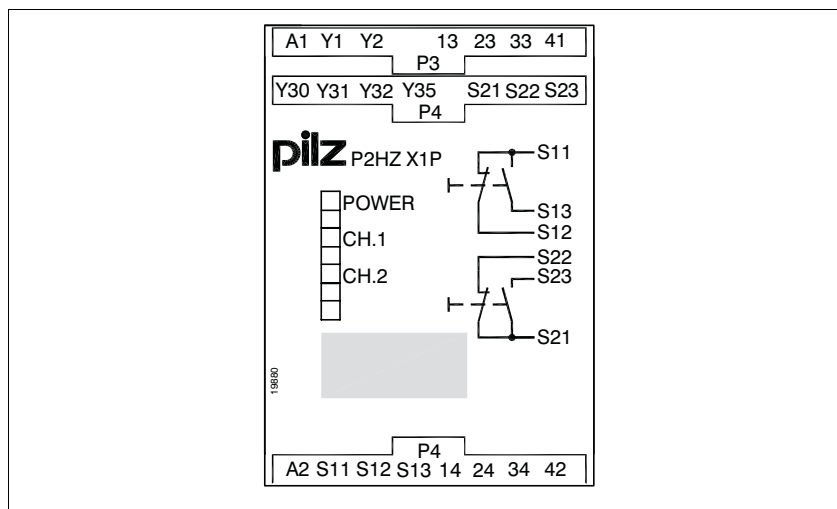 A1 Y1 Y2 13 23 33 41
P3
Y30 Y31 Y32 Y35 S21 S22 S23
P4
pilz P2HZ X1P
S11
POWER
S13
CH.1
S12
S22
CH.2
S23
S21
19880
P4
A2 S11 S12 S13 14 24 34 42